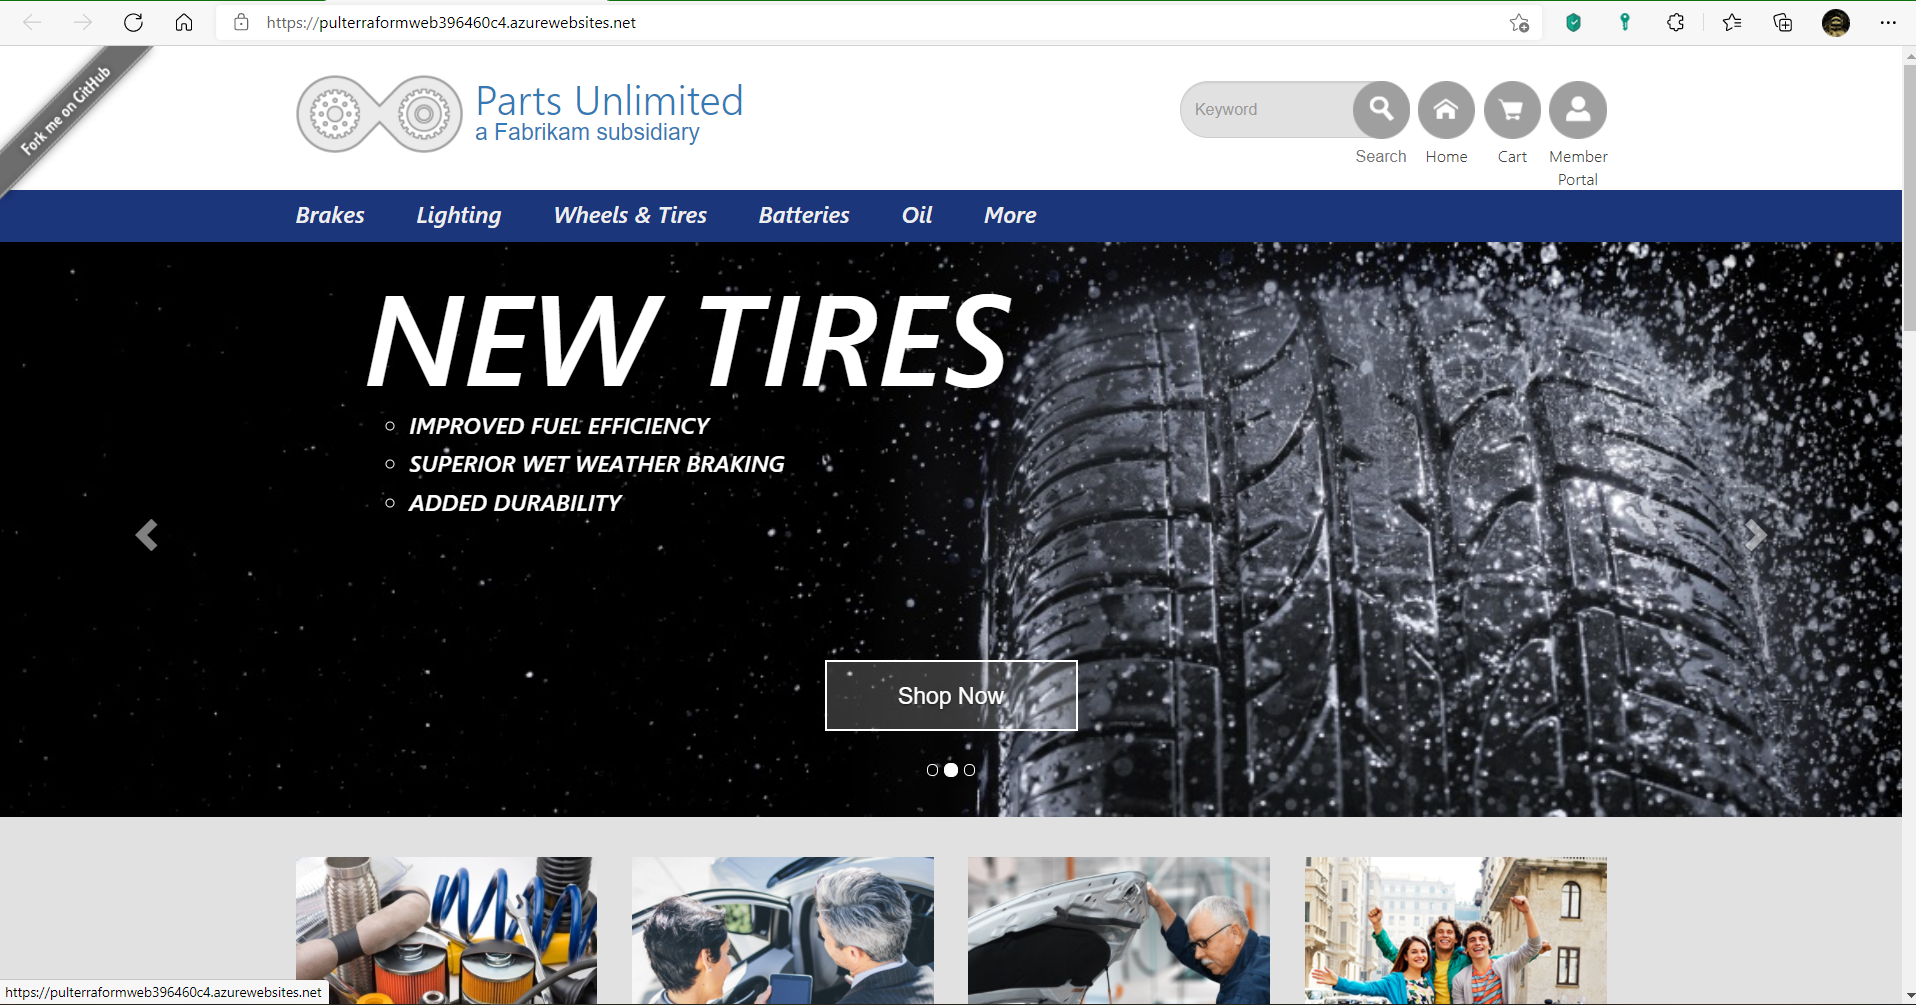 https://pulterraformweb396460c4.azurewebsites.net
Fork me on GitHub
Parts Unlimited
a Fabrikam subsidiary
Keyword
Search
Home
Cart
Member
Portal
Brakes
Lighting
Wheels & Tires
Batteries
Oil
More
NEW TIRES
IMPROVED FUEL EFFICIENCY
SUPERIOR WET WEATHER BRAKING
ADDED DURABILITY
Shop Now
https://pulterraformweb396460c4.azurewebsites.net